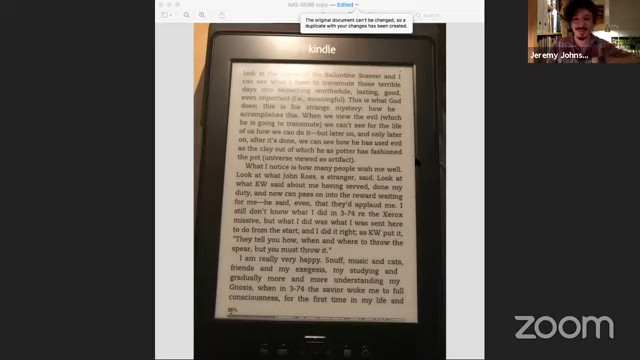 IMG-0098 copy — Edited
The original document can't be changed, so a
duplicate with your changes has been created.
Search
Jeremy Johns...
kindle
look at the of the Ballantine Scanner and I
can see what I have to transmute those terrible
days into something worthwhile, lasting, good,
even important (i.e., meaningful). This is what God
does; this is his strange mystery: how he
accomplishes this. When we view the evil (which
he is going to transmute) we can't see for the life
of us how we can do it—but later on, and only later
on, after it's done, we can see how he has used evil
as the clay out of which he as potter has fashioned
the pot (universe viewed as artifact).
What I notice is how many people wish me well.
Look at what John Ross, a stranger, said. Look at
what KW said about me having served, done my
duty, and now can pass on into the reward waiting
for me—he said, even, that they'd applaud me. I
still don't know what I did in 3-74 re the Xerox
missive, but what I did was what I was sent here
to do from the start, and I did it right; as KW put it,
"They tell you how, when and where to throw the
spear, but you must throw it."
I am really very happy. Snuff, music and cats,
friends and my exegesis, my studying and
gradually more and more understanding my
Gnosis, when in 3-74 the savior woke me to full
consciousness, for the first time in my life and
zoom